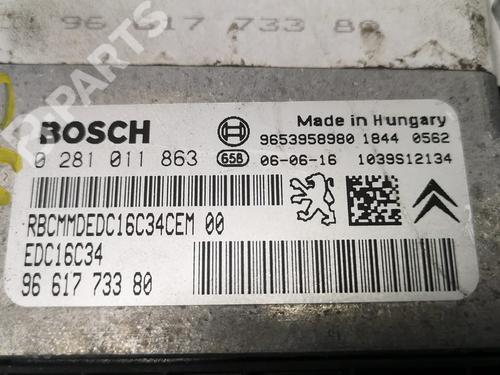 96 617 733 80
BOSCH
Made in Hungary
9653958980 1844 0562
0 281 011 863 658 06-06-16 1039S12134
RBCMMDEDC16C34CEM 00
EDC16C34
96 617 733 80